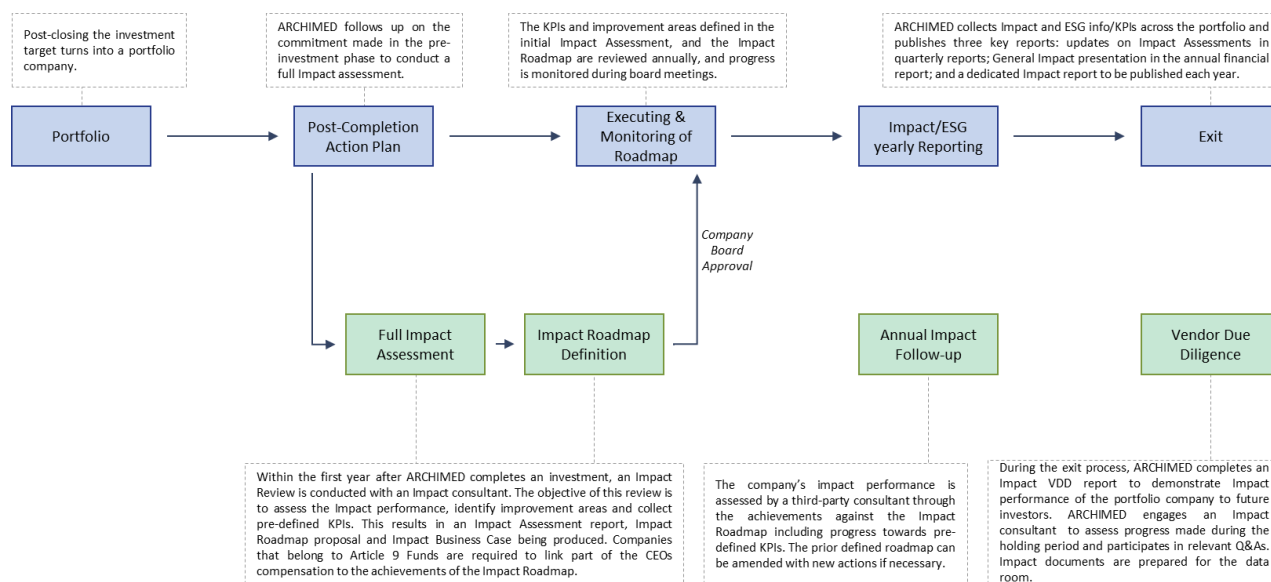 Post-closing the investment
target turns into a portfolio
company.
ARCHIMED follows up on the
commitment made in the pre-
investment phase to conduct a
full Impact assessment.
The KPIs and improvement areas defined in the
initial Impact Assessment, and the Impact
Roadmap are reviewed annually, and progress
is monitored during board meetings.
ARCHIMED collects Impact and ESG info/KPIs across the portfolio and
publishes three key reports: updates on Impact Assessments in
quarterly reports; General Impact presentation in the annual financial
report; and a dedicated Impact report to be published each year.
Portfolio
Post-Completion
Action Plan
Executing &
Monitoring of
Roadmap
Impact/ESG
yearly Reporting
Exit
Company
Board
Approval
Full Impact
Assessment
Impact Roadmap
Definition
Annual Impact
Follow-up
Vendor Due
Diligence
Within the first year after ARCHIMED completes an investment, an Impact
Review is conducted with an Impact consultant. The objective of this review is
to assess the Impact performance, identify improvement areas and collect
pre-defined KPIs. This results in an Impact Assessment report, Impact
Roadmap proposal and Impact Business Case being produced. Companies
that belong to Article 9 Funds are required to link part of the CEOs
compensation to the achievements of the Impact Roadmap.
The company's impact performance is
assessed by a third-party consultant through
the achievements against the Impact
Roadmap including progress towards pre-
defined KPIs. The prior defined roadmap can
be amended with new actions if necessary.
During the exit process, ARCHIMED completes an
Impact VDD report to demonstrate Impact
performance of the portfolio company to future
investors. ARCHIMED engages an Impact
consultant to assess progress made during the
holding period and participates in relevant Q&As.
Impact documents are prepared for the data
room.